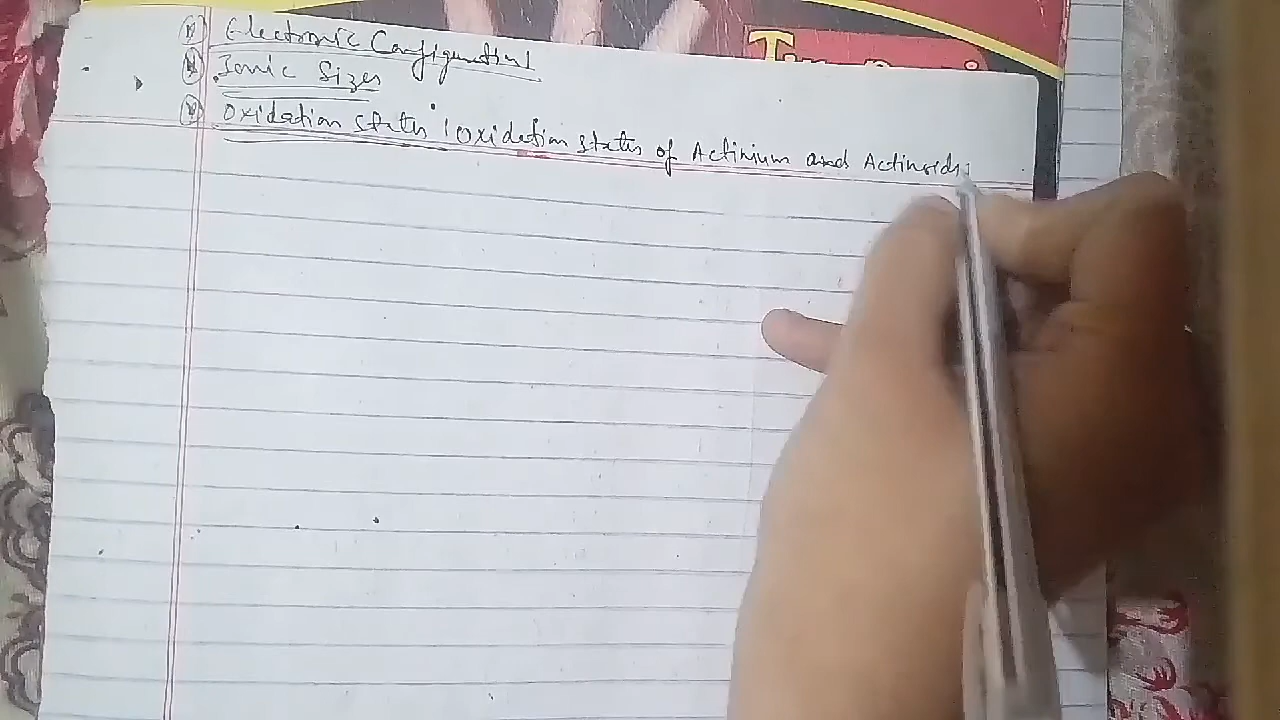 Electronic Configuration
Ionic Sizes
Oxidation states (oxidation states of Actinium and Actinoids